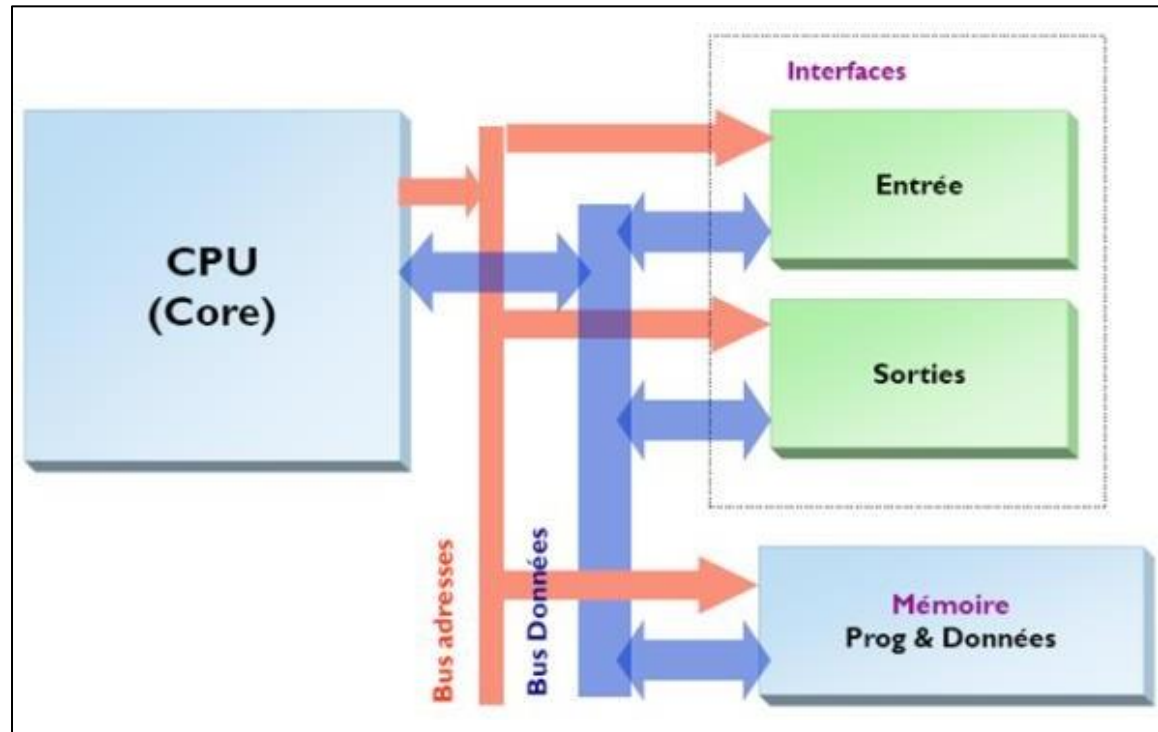 Interfaces
Entrée
CPU
(Core)
Sorties
Bus adresses
Bus Données
Mémoire
Prog & Données